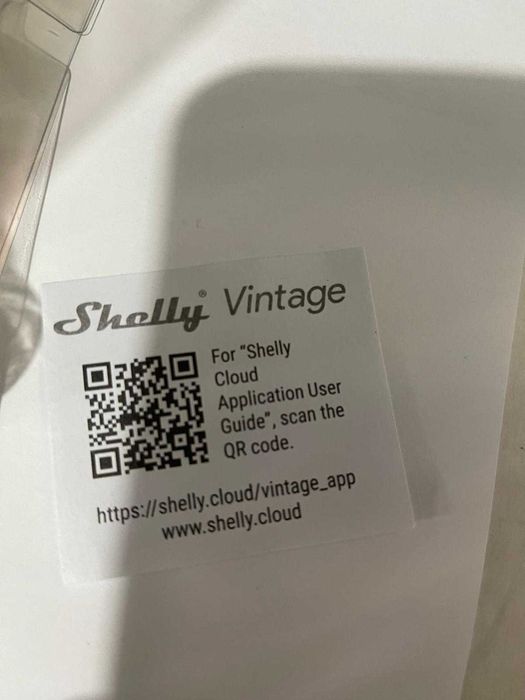 Shelly® Vintage
For "Shelly
Cloud
Application User
Guide", scan the
QR code.
https://shelly.cloud/vintage_app
www.shelly.cloud